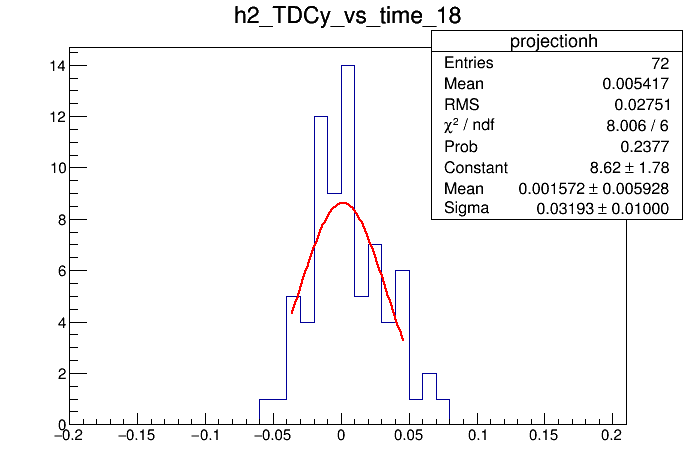 h2_TDCy_vs_time_18
projectionh
Entries 72
Mean 0.005417
RMS 0.02751
χ² / ndf 8.006 / 6
Prob 0.2377
Constant 8.62 ± 1.78
Mean 0.001572 ± 0.005928
Sigma 0.03193 ± 0.01000
14
12
10
8
6
4
2
0
−0.2 −0.15 −0.1 −0.05 0 0.05 0.1 0.15 0.2